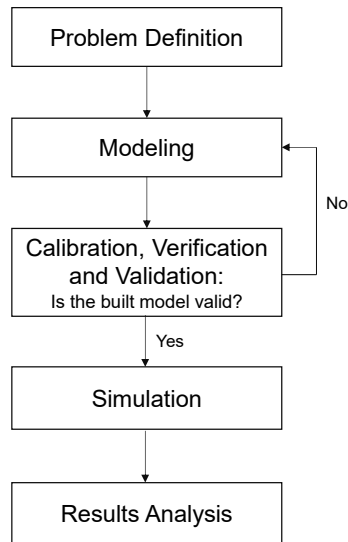 Problem Definition
Modeling
No
Calibration, Verification
and Validation:
Is the built model valid?
Yes
Simulation
Results Analysis